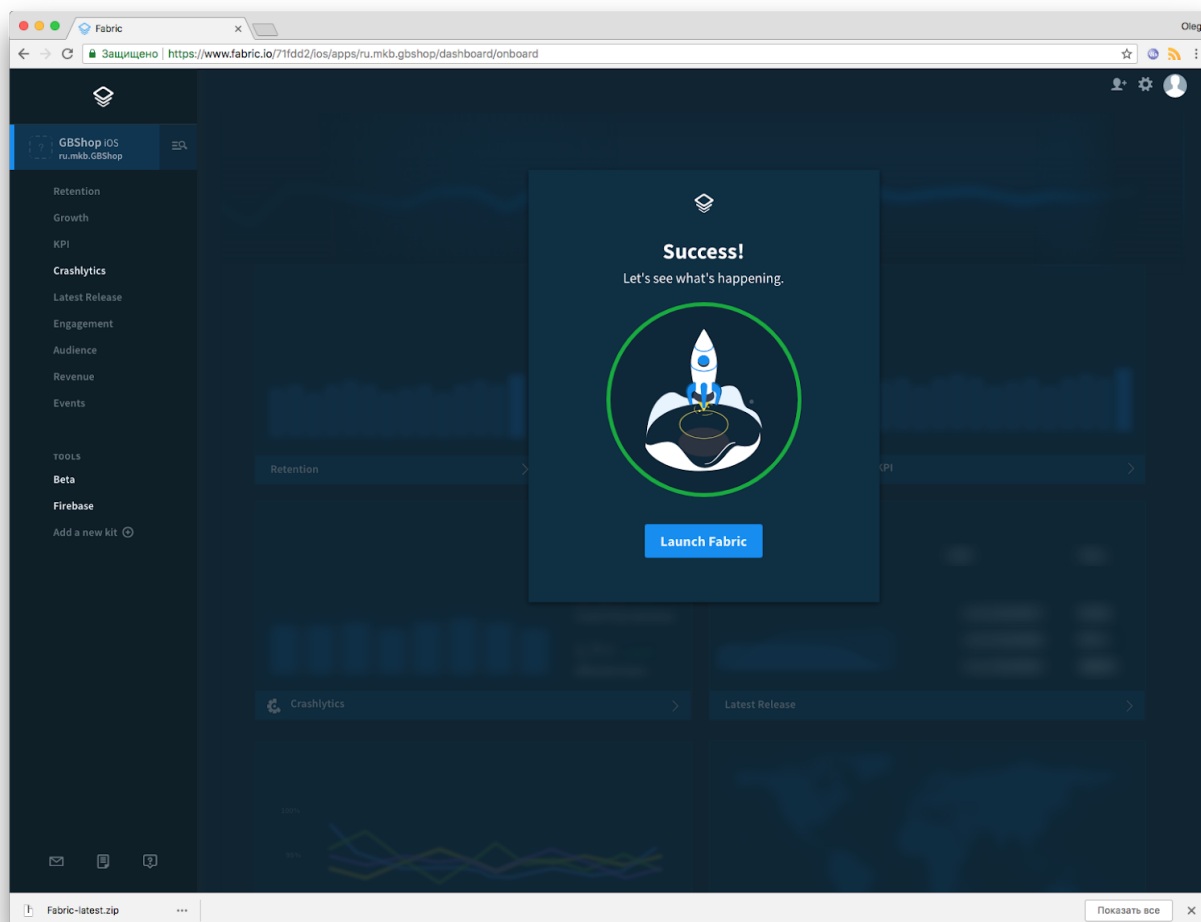 Fabric
Oleg
Защищено
https://www.fabric.io/71fdd2/ios/apps/ru.mkb.gbshop/dashboard/onboard
GBShop iOS
ru.mkb.GBShop
Retention
Growth
KPI
Crashlytics
Latest Release
Engagement
Audience
Revenue
Events
TOOLS
Beta
Firebase
Add a new kit
Success!
Let's see what's happening.
Launch Fabric
Retention
KPI
Crashlytics
Latest Release
Fabric-latest.zip
Показать все